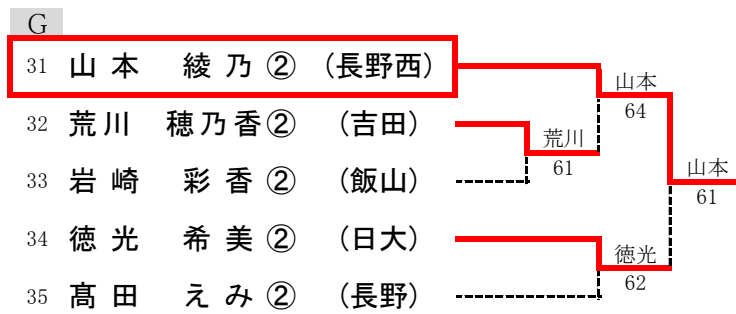 G
31 山本 綾乃② (長野西)
32 荒川 穂乃香② (吉田)
33 岩崎 彩香② (飯山)
34 徳光 希美② (日大)
35 髙田 えみ② (長野)
荒川
61
山本
64
徳光
62
山本
61